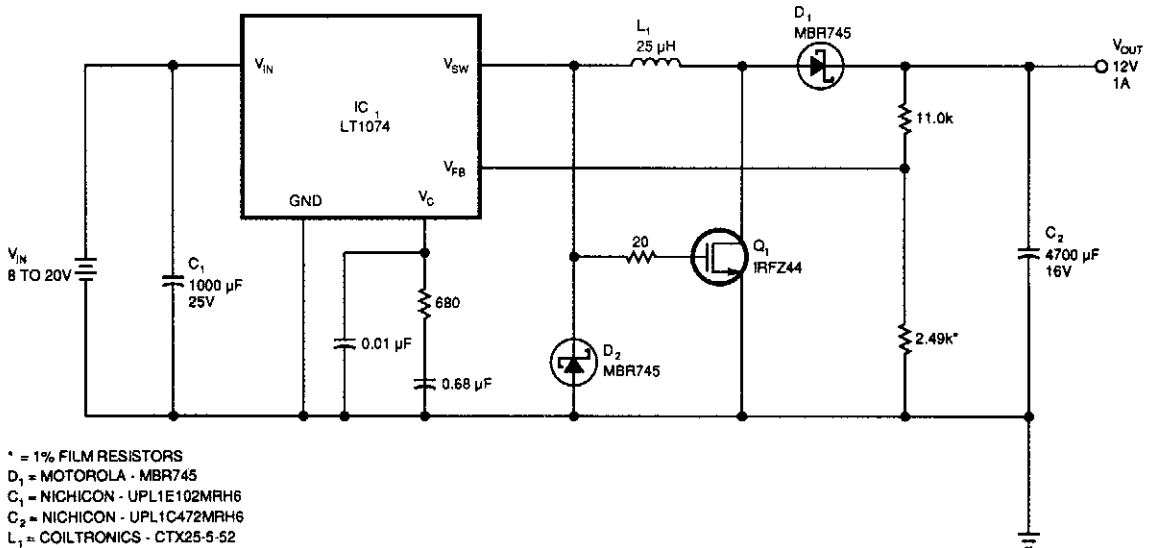 D1
MBR745
L1
25 µH
VOUT
12V
1A
VIN
VSW
IC1
LT1074
11.0k
VFB
GND
VC
VIN
8 TO 20V
C1
1000 µF
25V
20
Q1
IRFZ44
C2
4700 µF
16V
680
0.01 µF
D2
MBR745
2.49k*
0.68 µF
* = 1% FILM RESISTORS
D1 = MOTOROLA - MBR745
C1 = NICHICON - UPL1E102MRH6
C2 = NICHICON - UPL1C472MRH6
L1 = COILTRONICS - CTX25-5-52